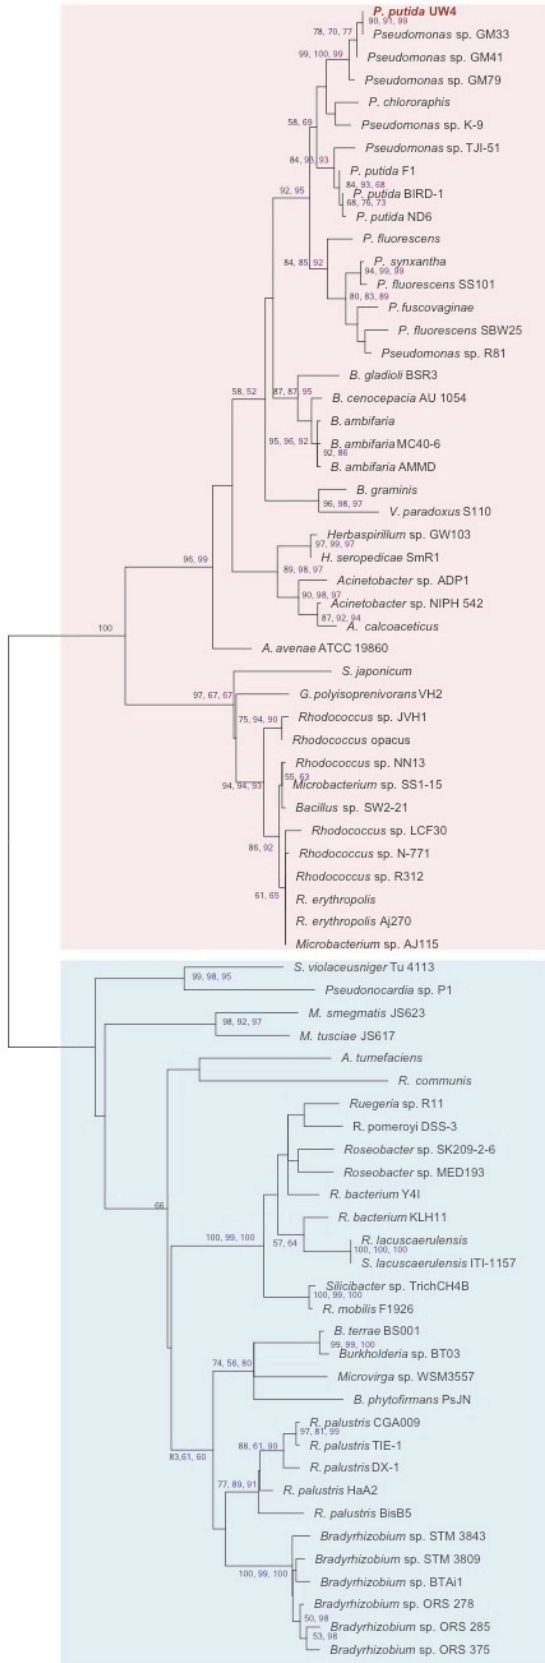 P. putida UW4
90, 91, 99
78, 70, 77
Pseudomonas sp. GM33
99, 100, 99
Pseudomonas sp. GM41
Pseudomonas sp. GM79
P. chlororaphis
58, 69
Pseudomonas sp. K-9
Pseudomonas sp. TJI-51
84, 93, 93
P. putida F1
84, 93, 68
92, 95
P. putida BIRD-1
68, 76, 73
P. putida ND6
P. fluorescens
84, 85, 92
P. synxantha
94, 99, 99
P. fluorescens SS101
80, 83, 89
P. fuscovaginae
P. fluorescens SBW25
Pseudomonas sp. R81
B. gladioli BSR3
58, 52
87, 87, 95
B. cenocepacia AU 1054
B. ambifaria
95, 96, 92
B. ambifaria MC40-6
92, 86
B. ambifaria AMMD
B. graminis
96, 98, 97
V. paradoxus S110
Herbaspirillum sp. GW103
97, 99, 97
H. seropedicae SmR1
96, 99
89, 98, 97
Acinetobacter sp. ADP1
90, 98, 97
Acinetobacter sp. NIPH 542
87, 92, 94
A. calcoaceticus
100
A. avenae ATCC 19860
S. japonicum
97, 67, 67
G. polyisoprenivorans VH2
75, 94, 90
Rhodococcus sp. JVH1
Rhodococcus opacus
Rhodococcus sp. NN13
55, 63
94, 94, 93
Microbacterium sp. SS1-15
Bacillus sp. SW2-21
Rhodococcus sp. LCF30
86, 92
Rhodococcus sp. N-771
Rhodococcus sp. R312
61, 65
R. erythropolis
R. erythropolis Aj270
Microbacterium sp. AJ115
S. violaceusniger Tu 4113
99, 98, 95
Pseudonocardia sp. P1
M. smegmatis JS623
98, 92, 97
M. tusciae JS617
A. tumefaciens
R. communis
Ruegeria sp. R11
R. pomeroyi DSS-3
Roseobacter sp. SK209-2-6
Roseobacter sp. MED193
R. bacterium Y4I
66
R. bacterium KLH11
100, 99, 100
57, 64
R. lacuscaerulensis
100, 100, 100
S. lacuscaerulensis ITI-1157
Silicibacter sp. TrichCH4B
100, 99, 100
R. mobilis F1926
B. terrae BS001
99, 99, 100
Burkholderia sp. BT03
74, 56, 80
Microvirga sp. WSM3557
B. phytofirmans PsJN
R. palustris CGA009
97, 81, 99
88, 61, 90
R. palustris TIE-1
83,61, 60
R. palustris DX-1
77, 89, 91
R. palustris HaA2
R. palustris BisB5
Bradyrhizobium sp. STM 3843
Bradyrhizobium sp. STM 3809
100, 99, 100
Bradyrhizobium sp. BTAi1
Bradyrhizobium sp. ORS 278
50, 98
Bradyrhizobium sp. ORS 285
53, 98
Bradyrhizobium sp. ORS 375